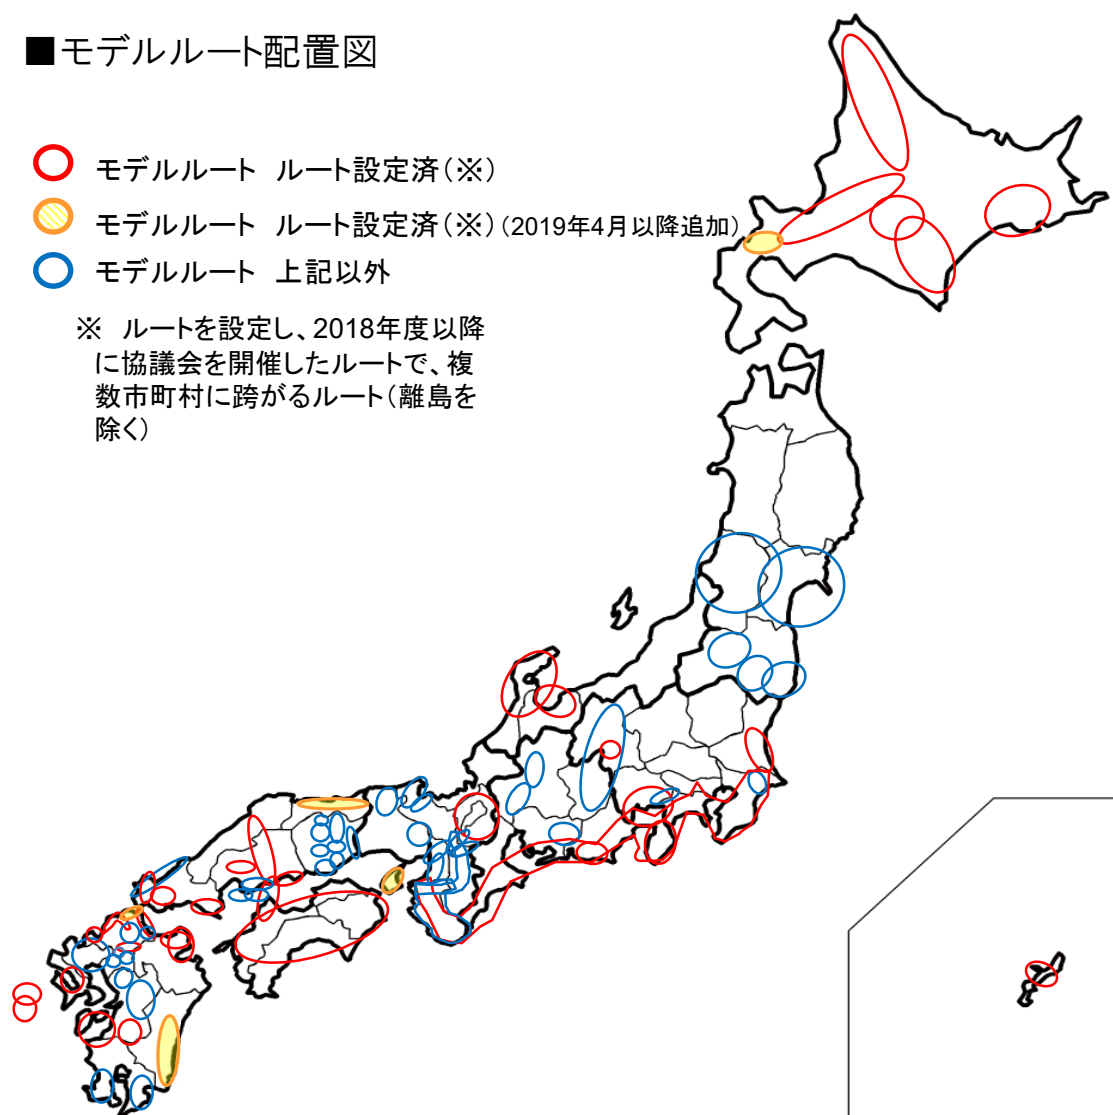 ■モデルルート配置図
モデルルート　ルート設定済（※）
モデルルート　ルート設定済（※）（2019年4月以降追加）
モデルルート　上記以外
※　ルートを設定し、2018年度以降
に協議会を開催したルートで、複
数市町村に跨がるルート（離島を
除く）